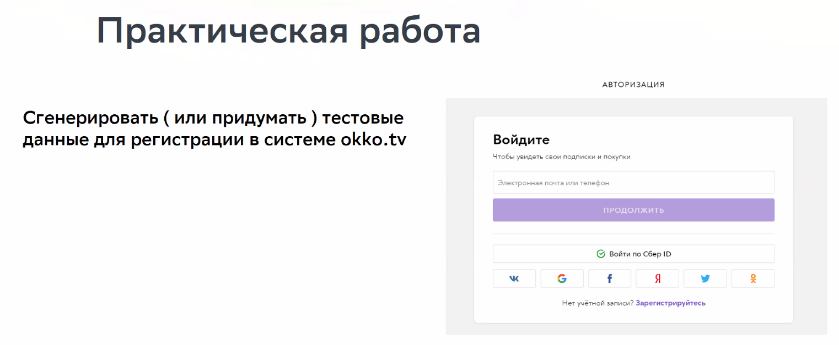 Практическая работа
Сгенерировать ( или придумать ) тестовые
данные для регистрации в системе okko.tv
АВТОРИЗАЦИЯ
Войдите
Чтобы увидеть свои подписки и покупки
Электронная почта или телефон
ПРОДОЛЖИТЬ
Войти по Сбер ID
Нет учётной записи? Зарегистрируйтесь